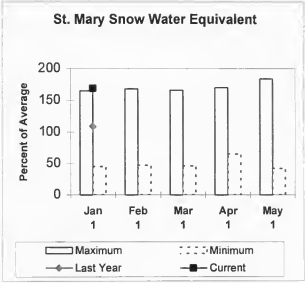 St. Mary Snow Water Equivalent
Percent of Average
200
150
100
50
0
Jan Feb Mar Apr May
1 1 1 1 1
Maximum Minimum
Last Year Current